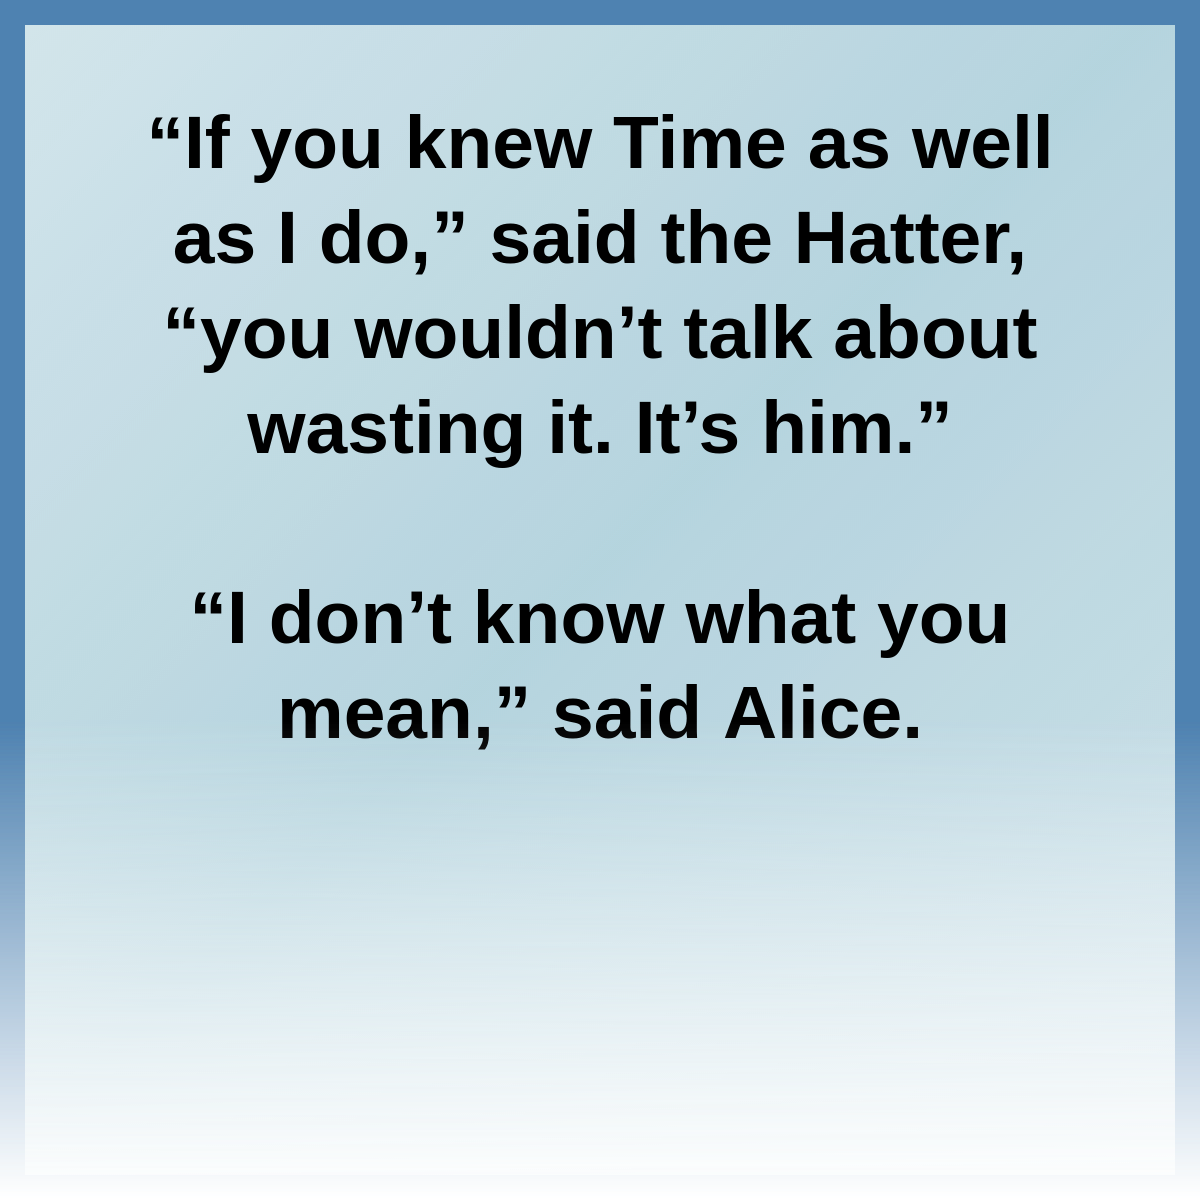 “If you knew Time as well
as I do,” said the Hatter,
“you wouldn’t talk about
wasting it. It’s him.”
“I don’t know what you
mean,” said Alice.